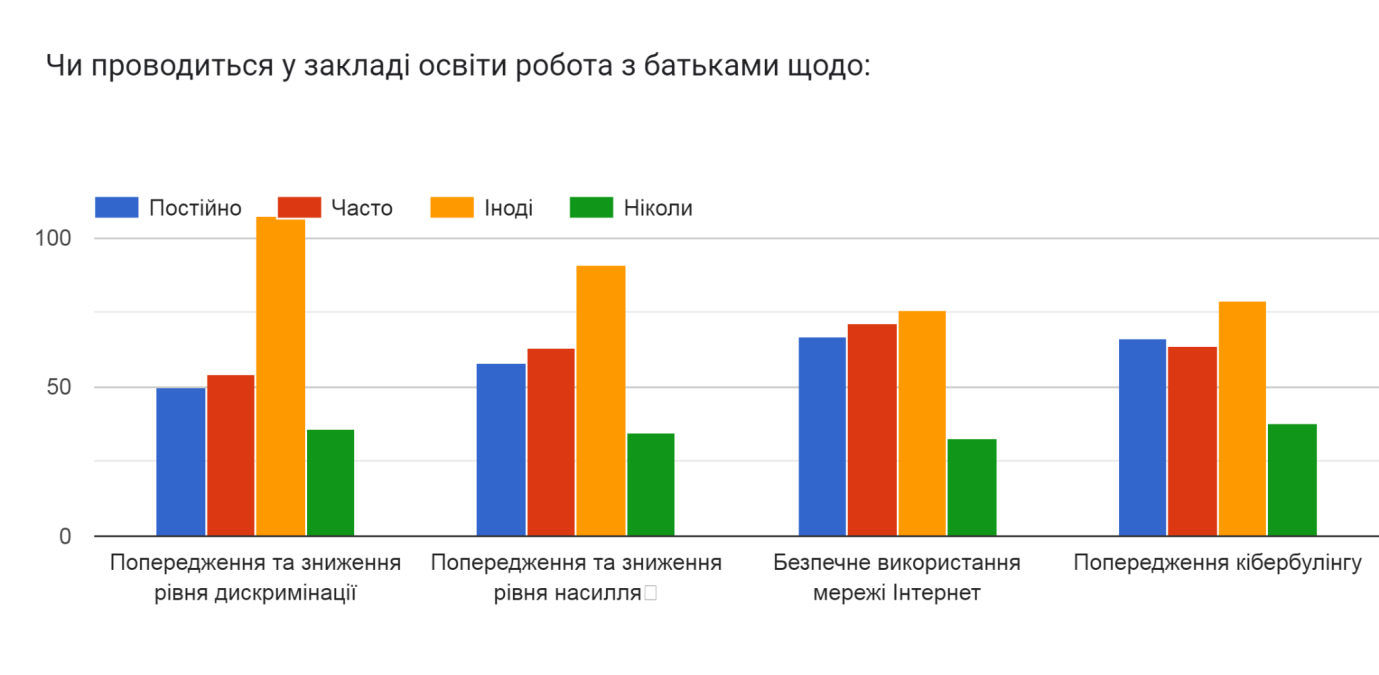 Чи проводиться у закладі освіти робота з батьками щодо:
Постійно Часто Іноді Ніколи
100
50
0
Попередження та зниження рівня дискримінації
Попередження та зниження рівня насилля
Безпечне використання мережі Інтернет
Попередження кібербулінгу